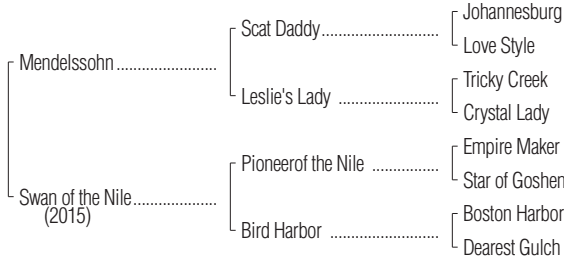 Johannesburg
Scat Daddy
Love Style
Mendelssohn
Tricky Creek
Leslie's Lady
Crystal Lady
Empire Maker
Pioneerof the Nile
Star of Goshen
Swan of the Nile
(2015)
Boston Harbor
Bird Harbor
Dearest Gulch